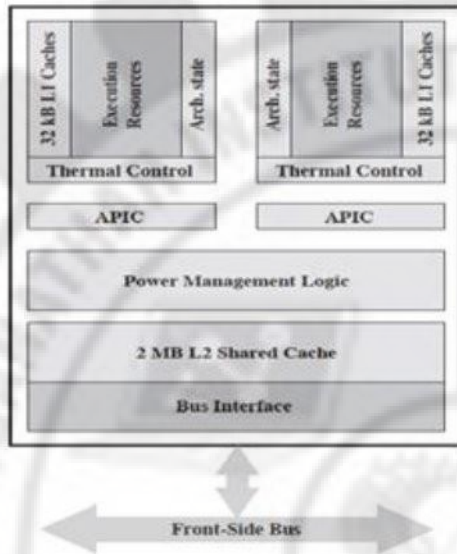 32 kB L1 Caches
Execution
Resources
Arch. state
Arch. state
Execution
Resources
32 kB L1 Caches
Thermal Control
Thermal Control
APIC
APIC
Power Management Logic
2 MB L2 Shared Cache
Bus Interface
Front-Side Bus